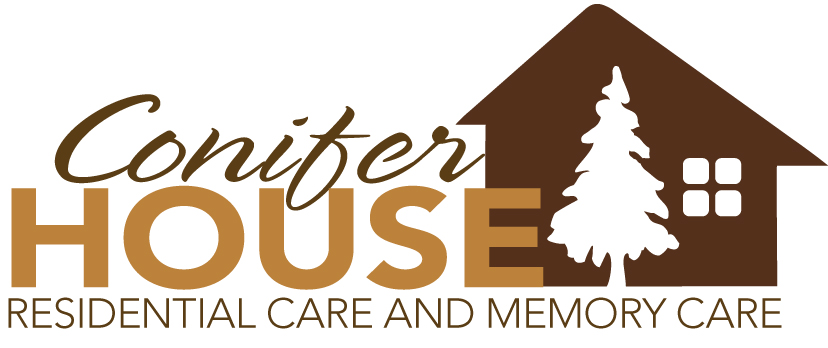 Conifer
HOUSE
RESIDENTIAL CARE AND MEMORY CARE